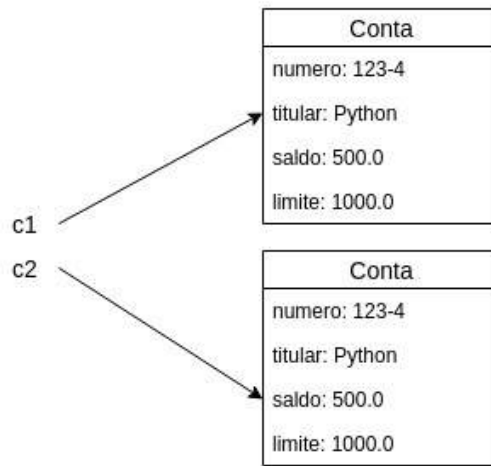 Conta
numero: 123-4
titular: Python
saldo: 500.0
limite: 1000.0
c1
c2
Conta
numero: 123-4
titular: Python
saldo: 500.0
limite: 1000.0